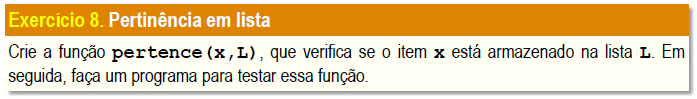 Exercício 8. Pertinência em lista
Crie a função pertence(x,L), que verifica se o item x está armazenado na lista L. Em
seguida, faça um programa para testar essa função.